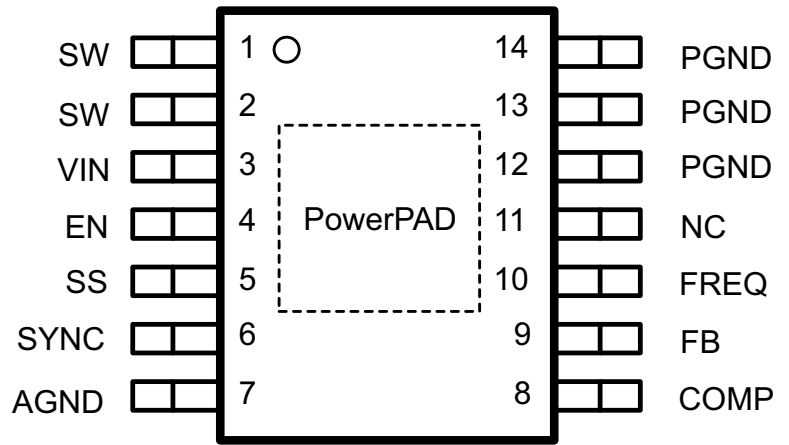 SW 1 14 PGND
SW 2 13 PGND
VIN 3 12 PGND
EN 4 PowerPAD 11 NC
SS 5 10 FREQ
SYNC 6 9 FB
AGND 7 8 COMP